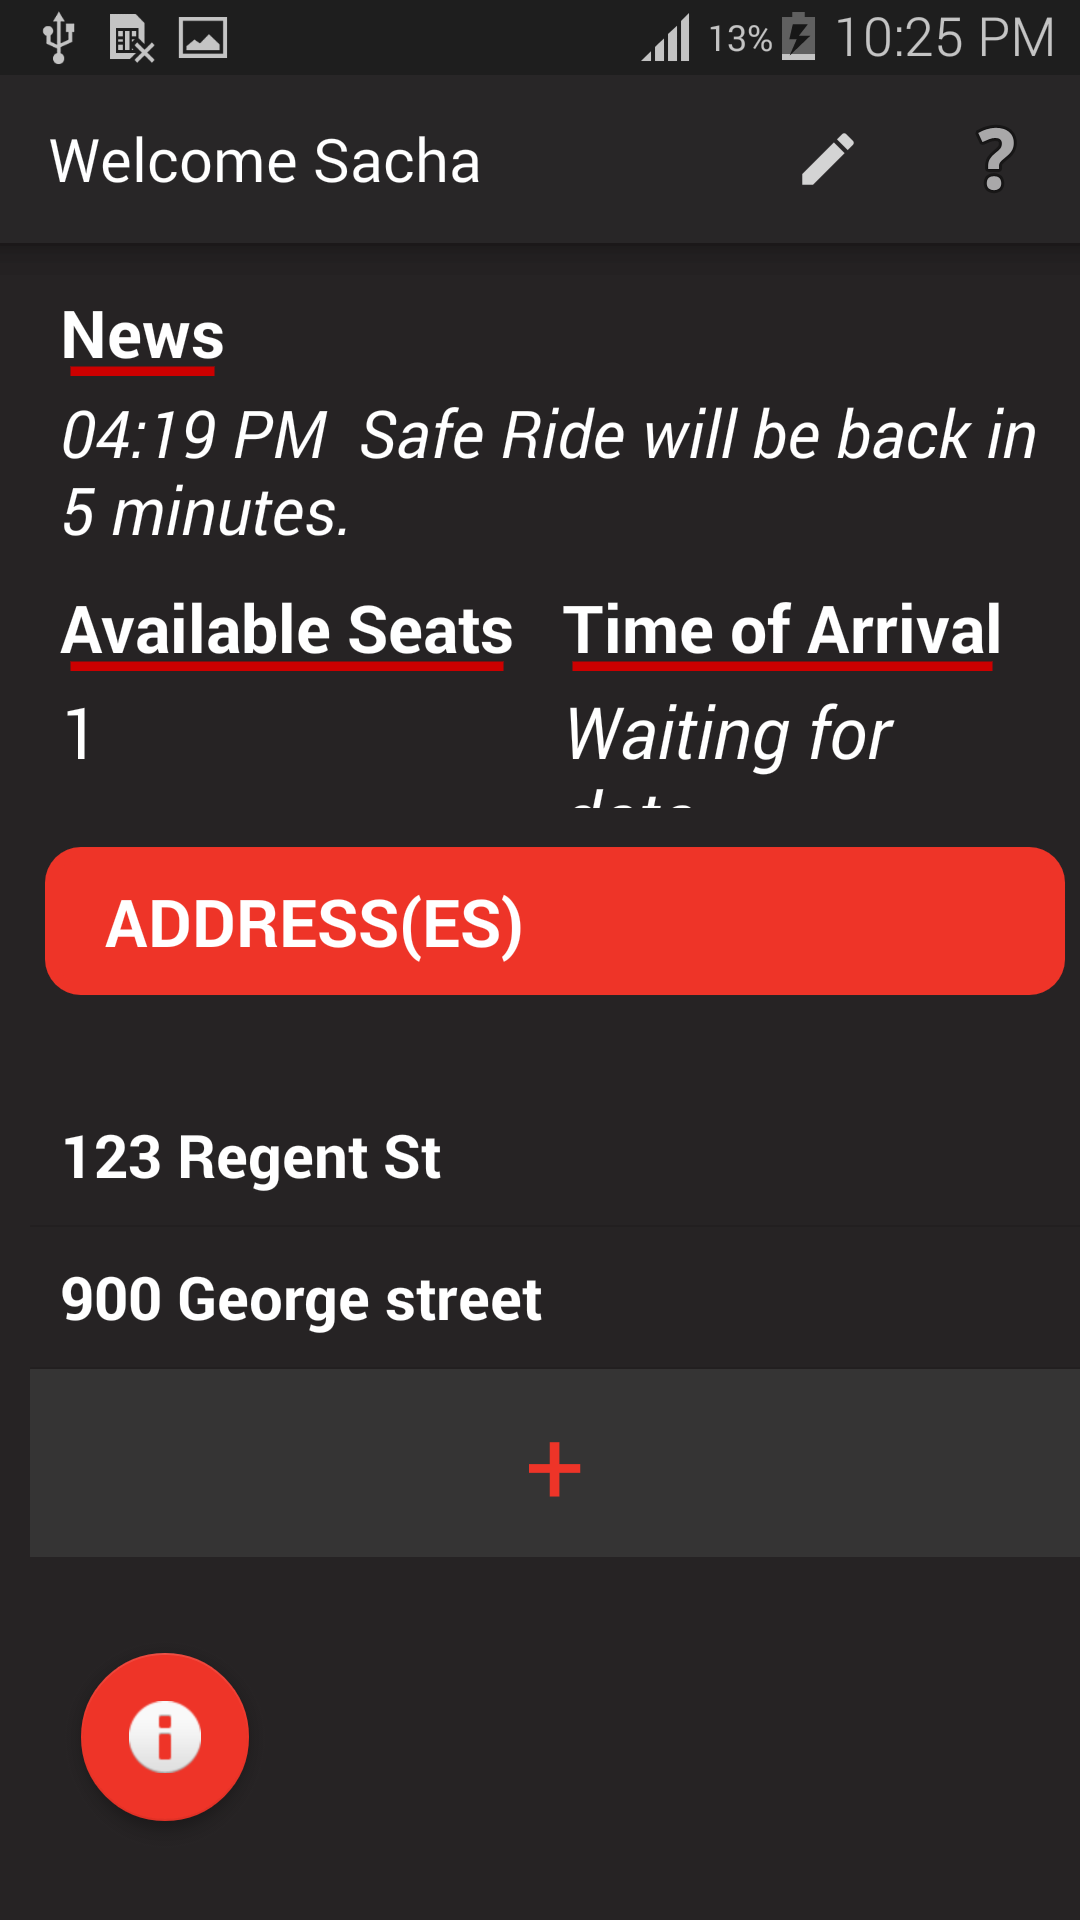 13% 10:25 PM
Welcome Sacha ?
News
04:19 PM  Safe Ride will be back in
5 minutes.
Available Seats Time of Arrival
1 Waiting for
ADDRESS(ES)
123 Regent St
900 George street
+
i